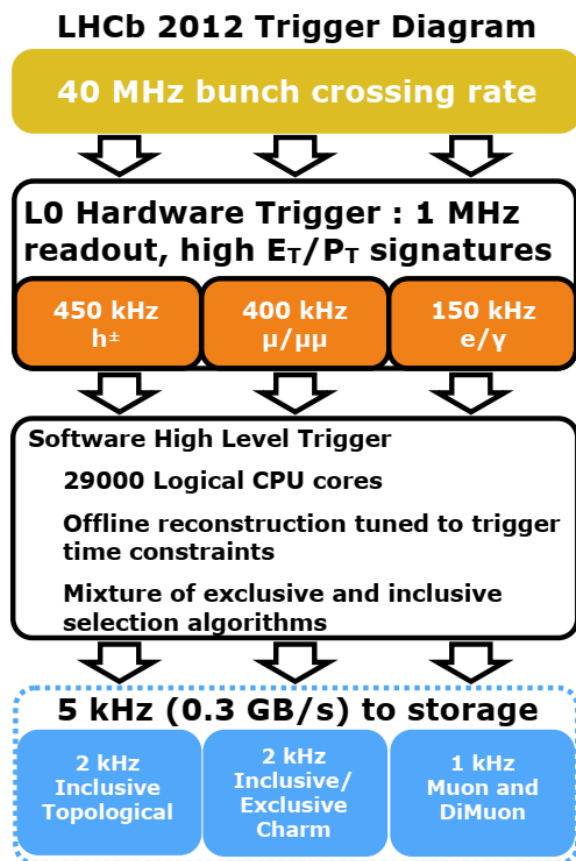 LHCb 2012 Trigger Diagram
40 MHz bunch crossing rate
L0 Hardware Trigger : 1 MHz
readout, high E_T/P_T signatures
450 kHz
h±
400 kHz
μ/μμ
150 kHz
e/γ
Software High Level Trigger
29000 Logical CPU cores
Offline reconstruction tuned to trigger
time constraints
Mixture of exclusive and inclusive
selection algorithms
5 kHz (0.3 GB/s) to storage
2 kHz
Inclusive
Topological
2 kHz
Inclusive/
Exclusive
Charm
1 kHz
Muon and
DiMuon